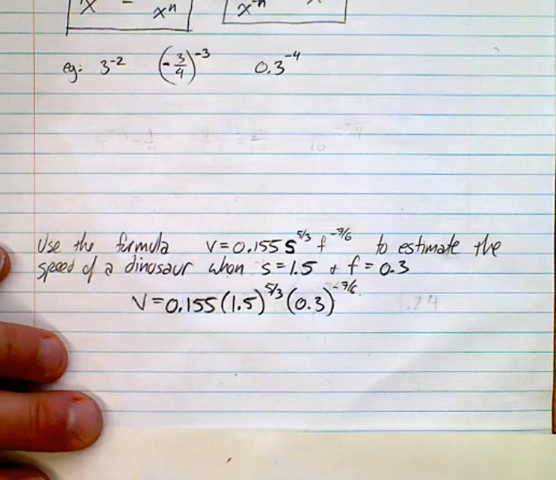 x^n
x^-n
eg: 3^-2 (-3/4)^-3 0.3^-4
Use the formula v=0.155 s^5/3 f^-7/6 to estimate the
speed of a dinosaur when s=1.5 + f=0.3
V=0.155(1.5)^5/3 (0.3)^-7/6